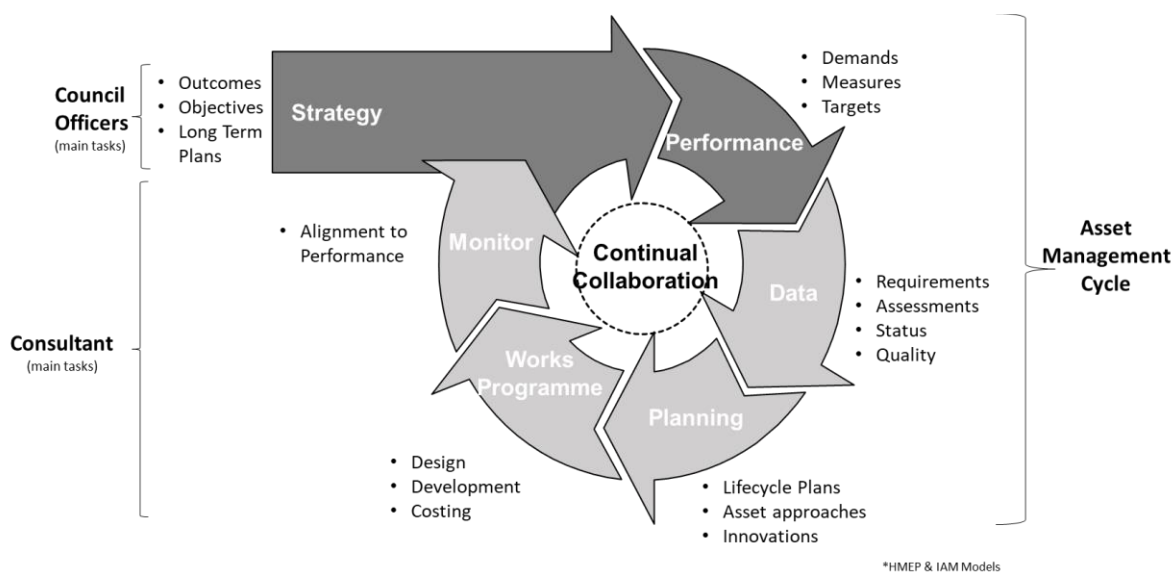 Council
Officers
(main tasks)
• Outcomes
• Objectives
• Long Term
Plans
Strategy
Performance
• Demands
• Measures
• Targets
Monitor
• Alignment to
Performance
Continual
Collaboration
Data
• Requirements
• Assessments
• Status
• Quality
Asset
Management
Cycle
Consultant
(main tasks)
Works
Programme
Planning
• Design
• Development
• Costing
• Lifecycle Plans
• Asset approaches
• Innovations
*HMEP & IAM Models